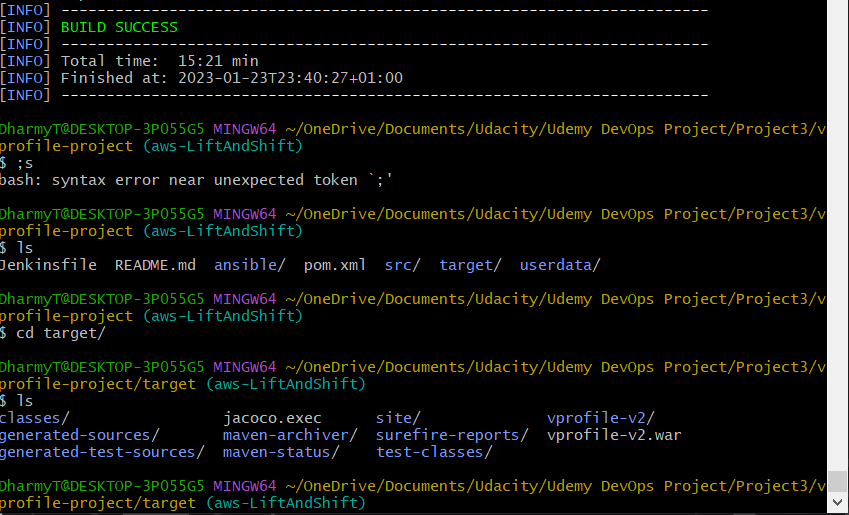 [INFO] ------------------------------------------------------------------------
[INFO] BUILD SUCCESS
[INFO] ------------------------------------------------------------------------
[INFO] Total time:  15:21 min
[INFO] Finished at: 2023-01-23T23:40:27+01:00
[INFO] ------------------------------------------------------------------------
DharmyT@DESKTOP-3PO55G5 MINGW64 ~/OneDrive/Documents/Udacity/Udemy DevOps Project/Project3/v
profile-project (aws-LiftAndShift)
$ ;s
bash: syntax error near unexpected token `;'
DharmyT@DESKTOP-3PO55G5 MINGW64 ~/OneDrive/Documents/Udacity/Udemy DevOps Project/Project3/v
profile-project (aws-LiftAndShift)
$ ls
Jenkinsfile  README.md  ansible/  pom.xml  src/  target/  userdata/
DharmyT@DESKTOP-3PO55G5 MINGW64 ~/OneDrive/Documents/Udacity/Udemy DevOps Project/Project3/v
profile-project (aws-LiftAndShift)
$ cd target/
DharmyT@DESKTOP-3PO55G5 MINGW64 ~/OneDrive/Documents/Udacity/Udemy DevOps Project/Project3/v
profile-project/target (aws-LiftAndShift)
$ ls
classes/                 jacoco.exec      site/              vprofile-v2/
generated-sources/       maven-archiver/  surefire-reports/  vprofile-v2.war
generated-test-sources/  maven-status/    test-classes/
DharmyT@DESKTOP-3PO55G5 MINGW64 ~/OneDrive/Documents/Udacity/Udemy DevOps Project/Project3/v
profile-project/target (aws-LiftAndShift)